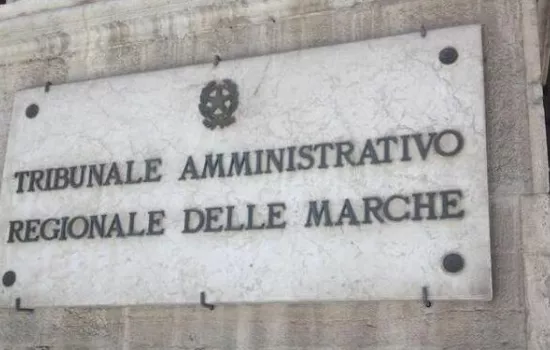 TRIBUNALE AMMINISTRATIVO
REGIONALE DELLE MARCHE